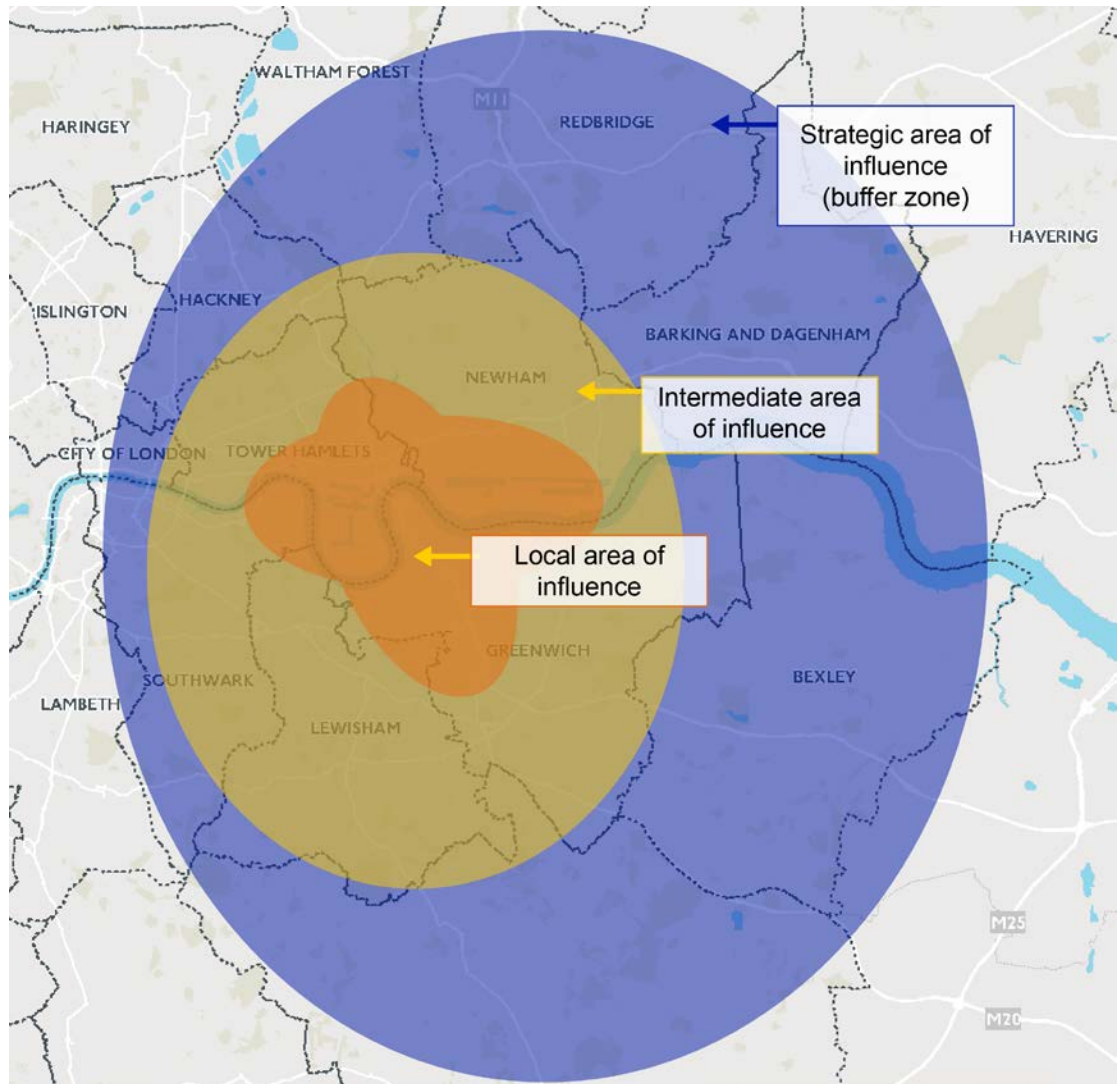 WALTHAM FOREST
M11
REDBRIDGE
HARINGEY
Strategic area of
influence
(buffer zone)
HAVERING
HACKNEY
ISLINGTON
BARKING AND DAGENHAM
NEWHAM
Intermediate area
of influence
CITY OF LONDON
TOWER HAMLETS
Local area of
influence
GREENWICH
SOUTHWARK
BEXLEY
LAMBETH
LEWISHAM
M25
M20